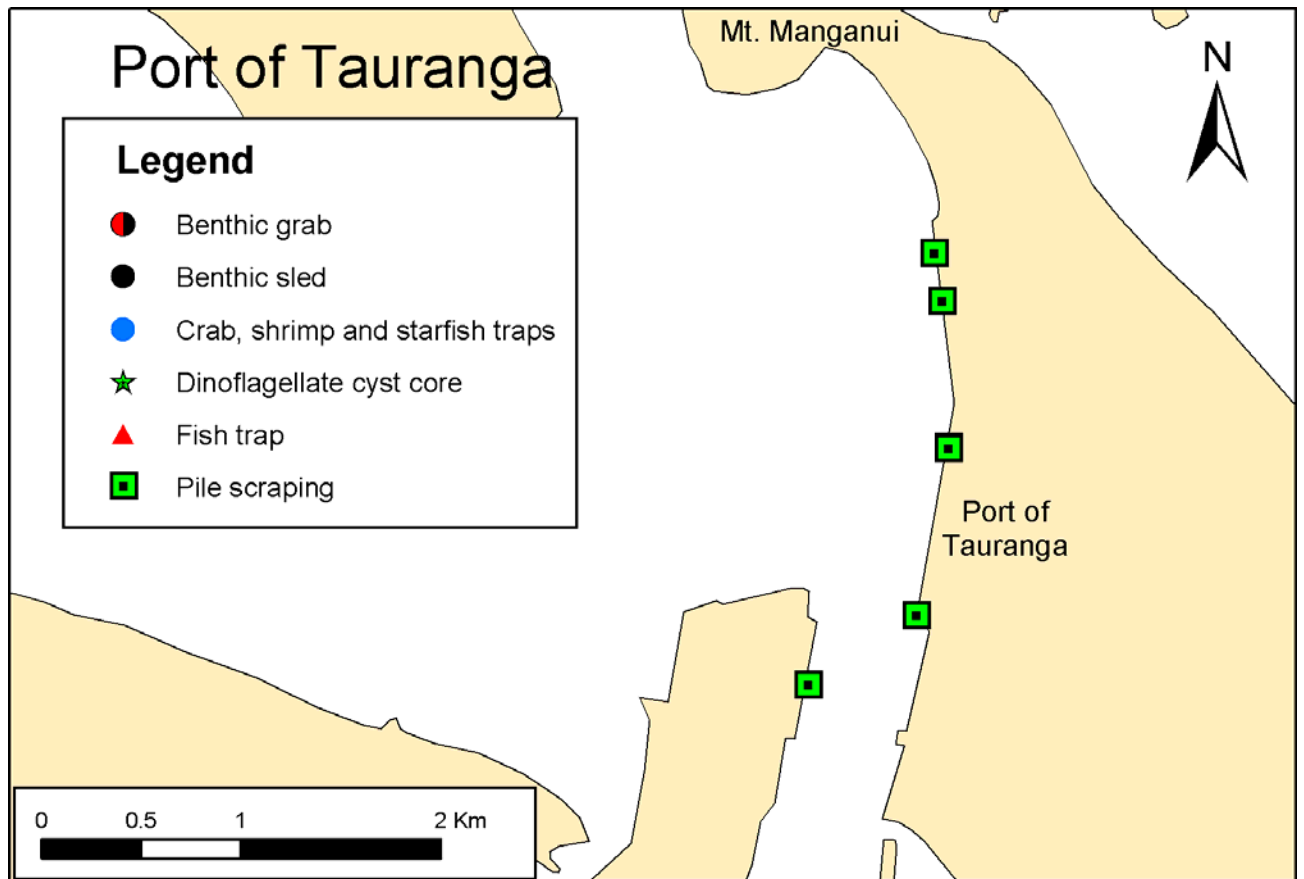 Port of Tauranga
Mt. Manganui
N
Legend
Benthic grab
Benthic sled
Crab, shrimp and starfish traps
Dinoflagellate cyst core
Fish trap
Pile scraping
Port of
Tauranga
0 0.5 1 2 Km